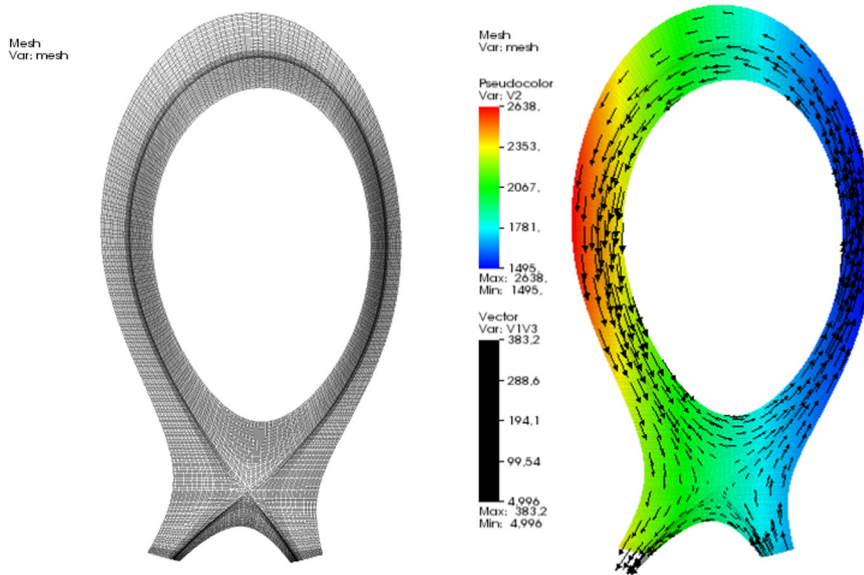 Mesh
Var: mesh
Mesh
Var: mesh
Pseudocolor
Var: V2
2638,
2353,
2067,
1781,
1495,
Max: 2638,
Min: 1495,
Vector
Var: V1V3
383,2
288,6
194,1
99,54
4,996
Max: 383,2
Min: 4,996